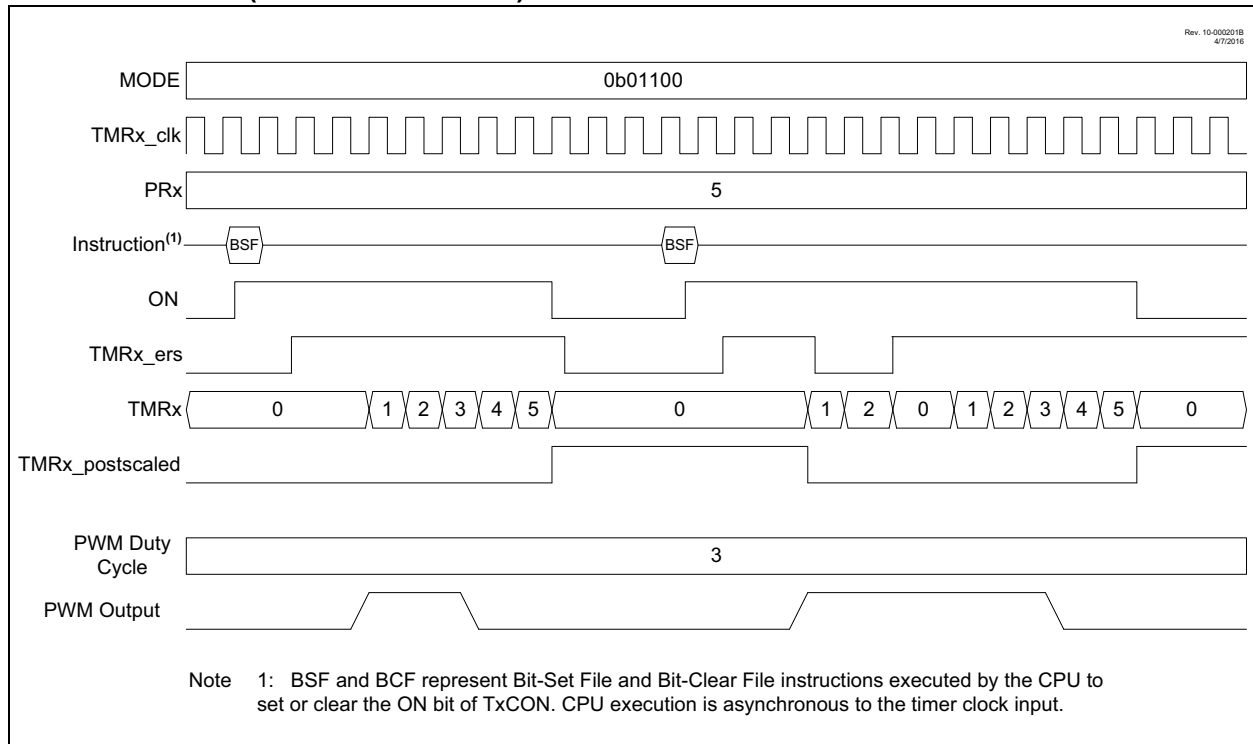 Rev. 10-000201B
4/7/2016
MODE 0b01100
TMRx_clk
PRx 5
Instruction(1) BSF BSF
ON
TMRx_ers
TMRx 0 1 2 3 4 5 0 1 2 0 1 2 3 4 5 0
TMRx_postscaled
PWM Duty
Cycle 3
PWM Output
Note 1: BSF and BCF represent Bit-Set File and Bit-Clear File instructions executed by the CPU to
set or clear the ON bit of TxCON. CPU execution is asynchronous to the timer clock input.